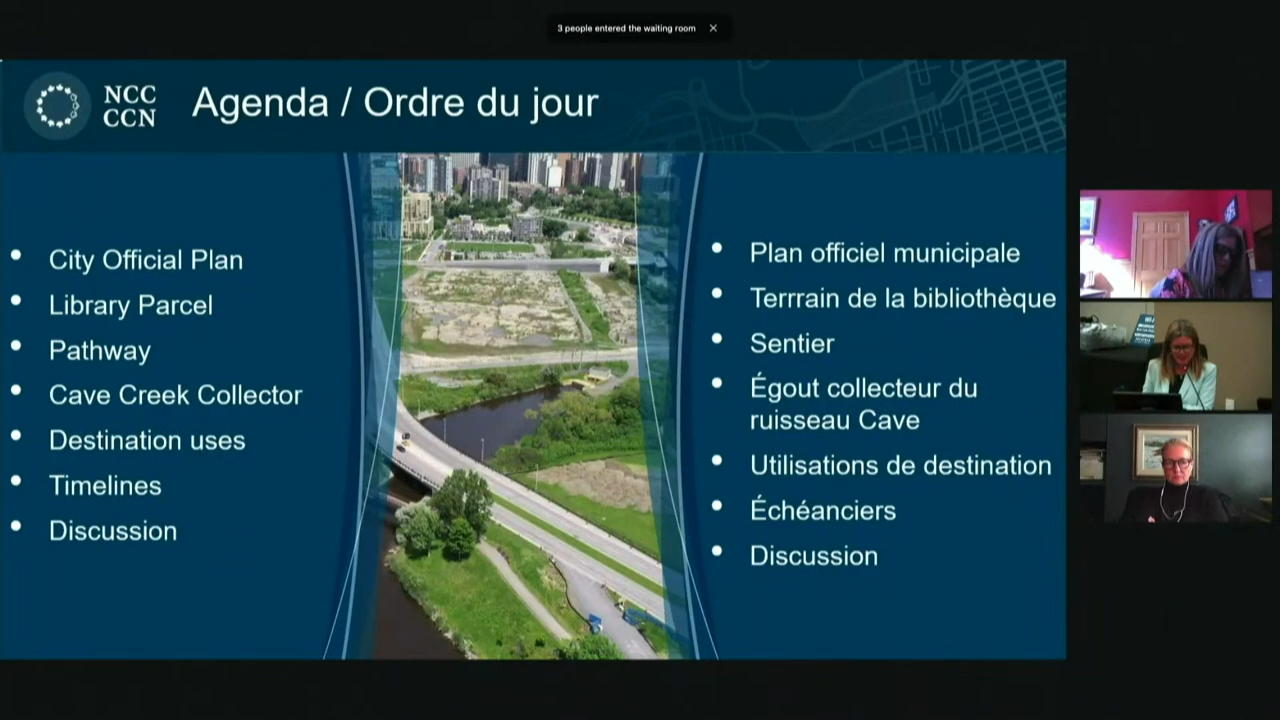 3 people entered the waiting room
NCC
CCN
Agenda / Ordre du jour
City Official Plan
Library Parcel
Pathway
Cave Creek Collector
Destination uses
Timelines
Discussion
Plan officiel municipale
Terrrain de la bibliothèque
Sentier
Égout collecteur du
ruisseau Cave
Utilisations de destination
Échéanciers
Discussion